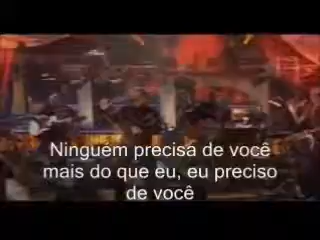 Ninguém precisa de você
mais do que eu, eu preciso
de você